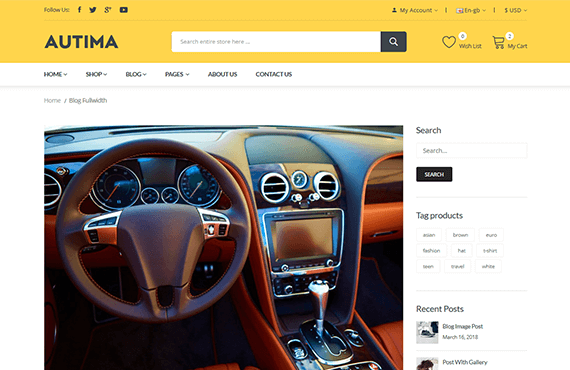 Follow Us:
My Account
En-gb
$ USD
AUTIMA
Search entire store here ...
0
Wish List
2
My Cart
HOME
SHOP
BLOG
PAGES
ABOUT US
CONTACT US
Home / Blog Fullwidth
Search
Search...
SEARCH
Tag products
asian
brown
euro
fashion
hat
t-shirt
teen
travel
white
Recent Posts
Blog Image Post
March 16, 2018
Post With Gallery